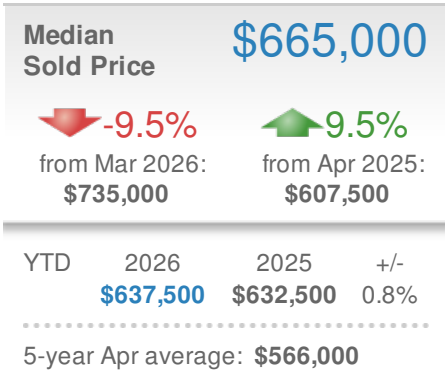 Median $665,000
Sold Price
-9.5% 9.5%
from Mar 2026: from Apr 2025:
$735,000 $607,500
YTD 2026 2025 +/-
$637,500 $632,500 0.8%
5-year Apr average: $566,000